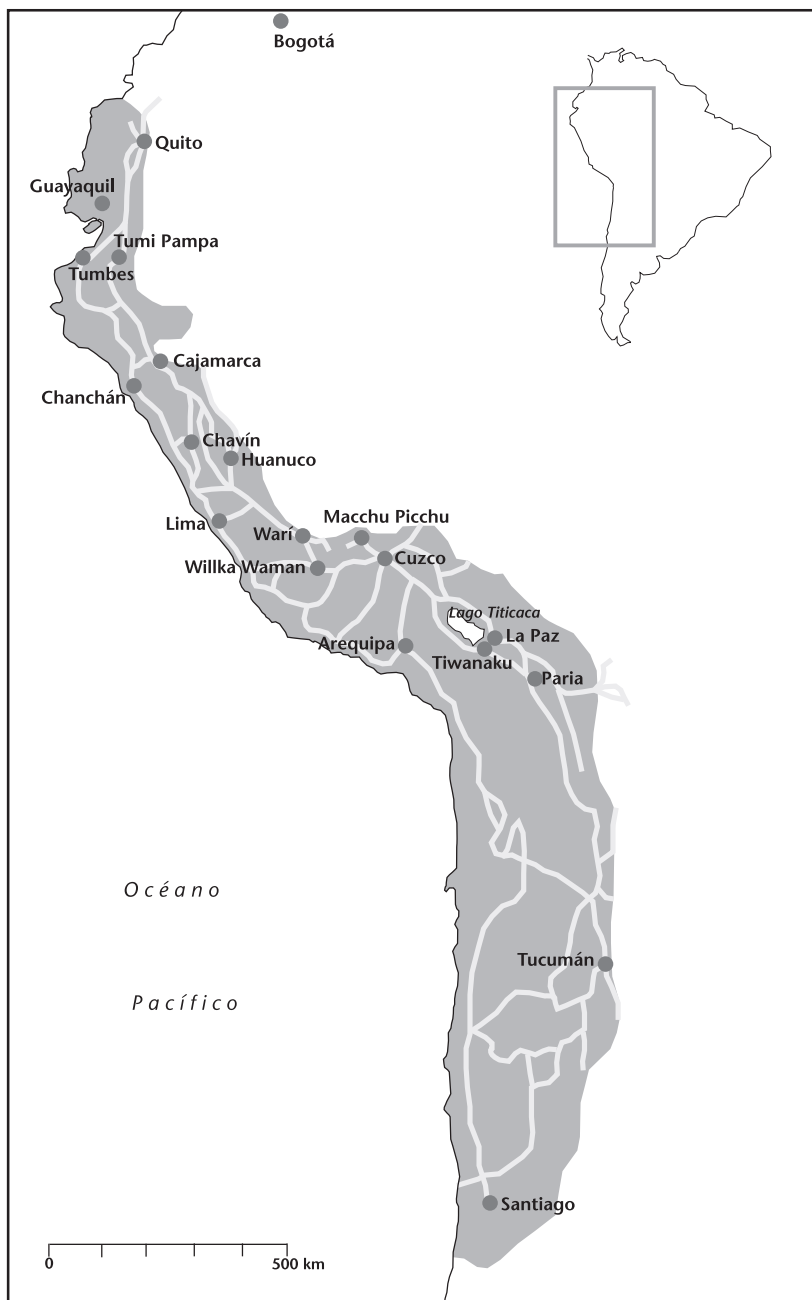 Bogotá
Quito
Guayaquil
Tumi Pampa
Tumbes
Cajamarca
Chanchán
Chavín
Huanuco
Lima
Warí
Macchu Picchu
Willka Waman
Cuzco
Lago Titicaca
La Paz
Arequipa
Tiwanaku
Paria
Océano
Tucumán
Pacífico
Santiago
0
500 km